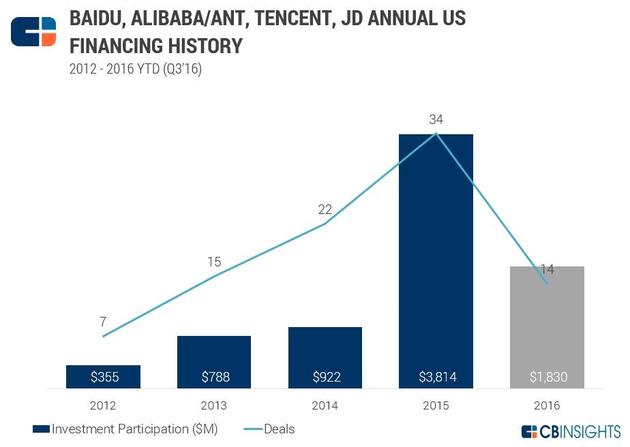 BAIDU, ALIBABA/ANT, TENCENT, JD ANNUAL US
FINANCING HISTORY
2012 - 2016 YTD (Q3'16)
34
22
15
14
7
$355
$788
$922
$3,814
$1,830
2012
2013
2014
2015
2016
Investment Participation ($M)
Deals
CBINSIGHTS